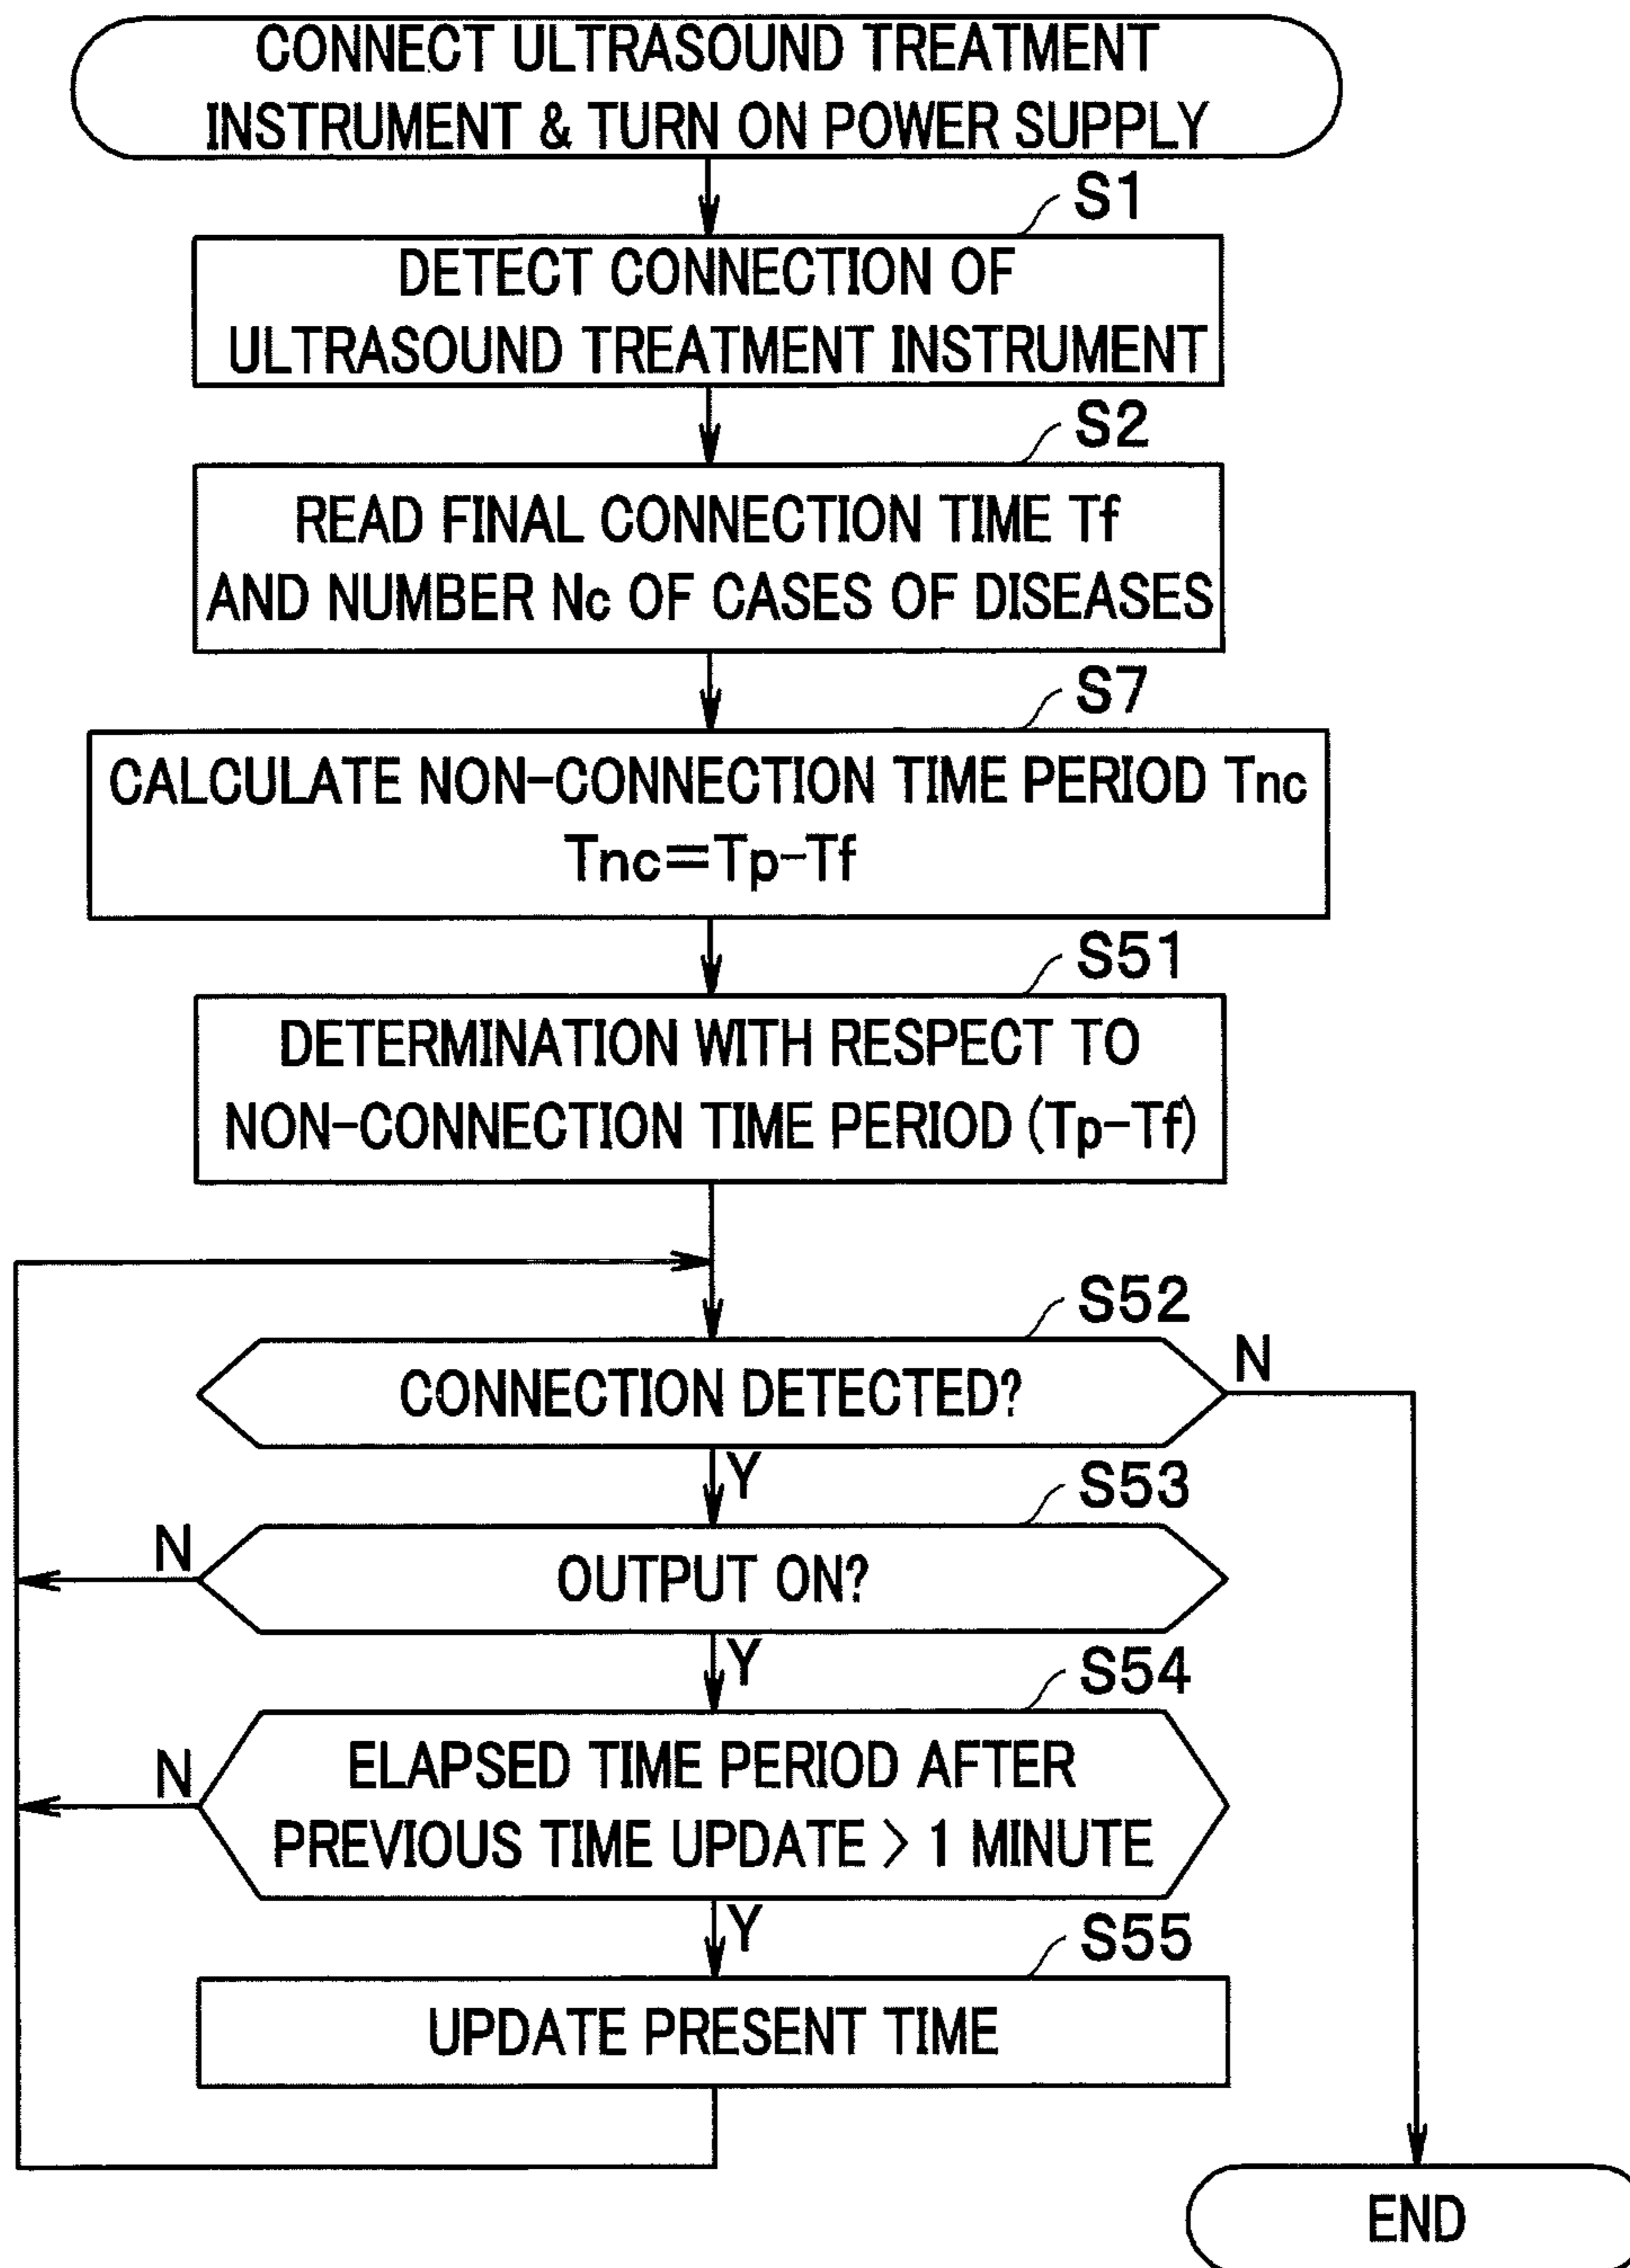 CONNECT ULTRASOUND TREATMENT
INSTRUMENT & TURN ON POWER SUPPLY
S1
DETECT CONNECTION OF
ULTRASOUND TREATMENT INSTRUMENT
S2
READ FINAL CONNECTION TIME Tf
AND NUMBER Nc OF CASES OF DISEASES
S7
CALCULATE NON-CONNECTION TIME PERIOD Tnc
Tnc=Tp-Tf
S51
DETERMINATION WITH RESPECT TO
NON-CONNECTION TIME PERIOD (Tp-Tf)
S52
CONNECTION DETECTED?
N
Y
S53
N
OUTPUT ON?
Y
S54
N
ELAPSED TIME PERIOD AFTER
PREVIOUS TIME UPDATE > 1 MINUTE
Y
S55
UPDATE PRESENT TIME
END